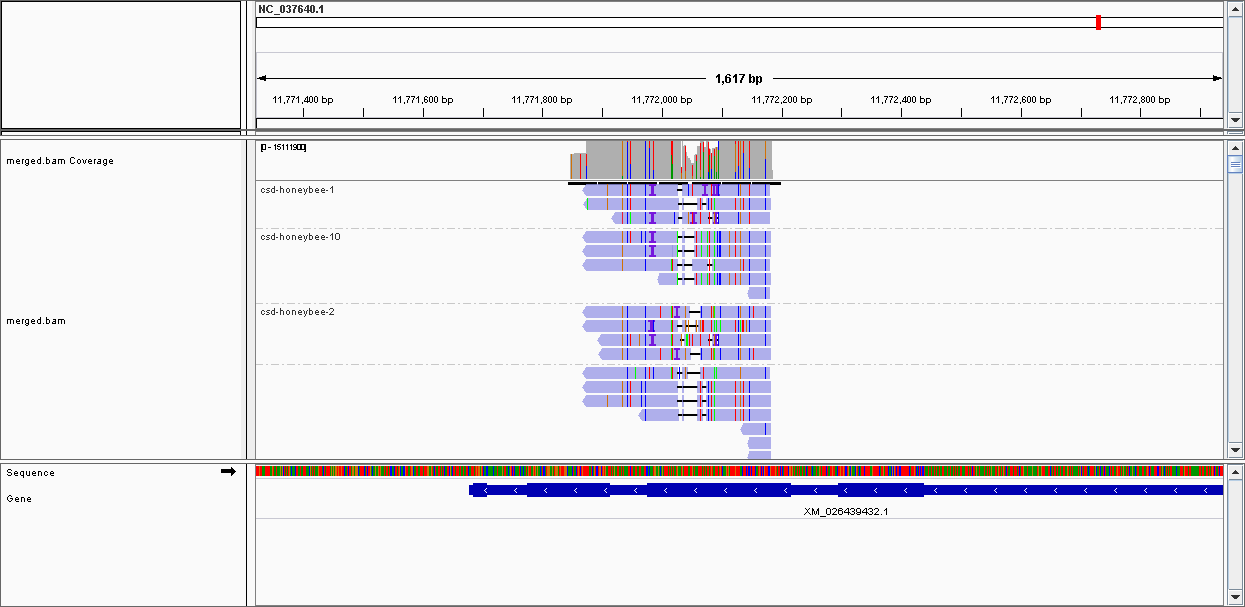 NC_037640.1
1,617 bp
11,771,400 bp 11,771,600 bp 11,771,800 bp 11,772,000 bp 11,772,200 bp 11,772,400 bp 11,772,600 bp 11,772,800 bp
merged.bam Coverage
csd-honeybee-1
csd-honeybee-10
csd-honeybee-2
merged.bam
Sequence
Gene
XM_026439432.1